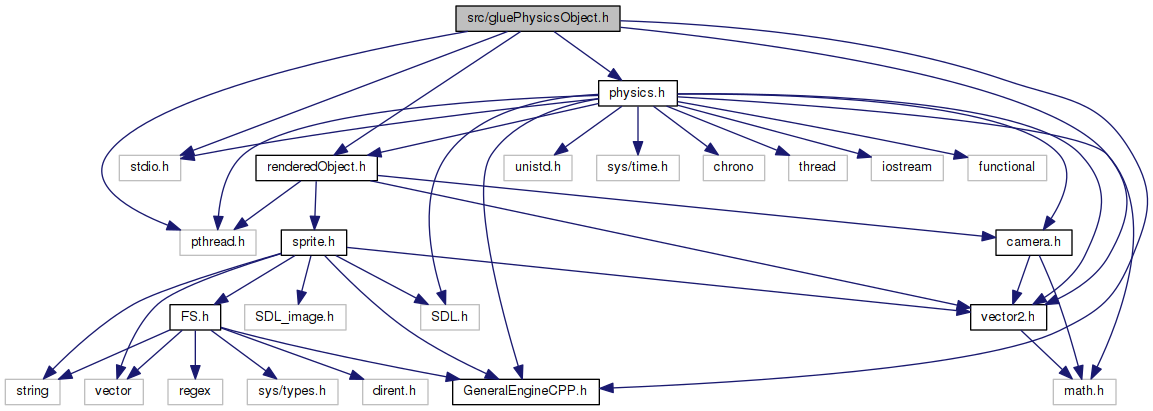 src/gluePhysicsObject.h
physics.h
stdio.h
renderedObject.h
unistd.h
sys/time.h
chrono
thread
iostream
functional
pthread.h
sprite.h
camera.h
FS.h
SDL_image.h
SDL.h
vector2.h
string
vector
regex
sys/types.h
dirent.h
GeneralEngineCPP.h
math.h